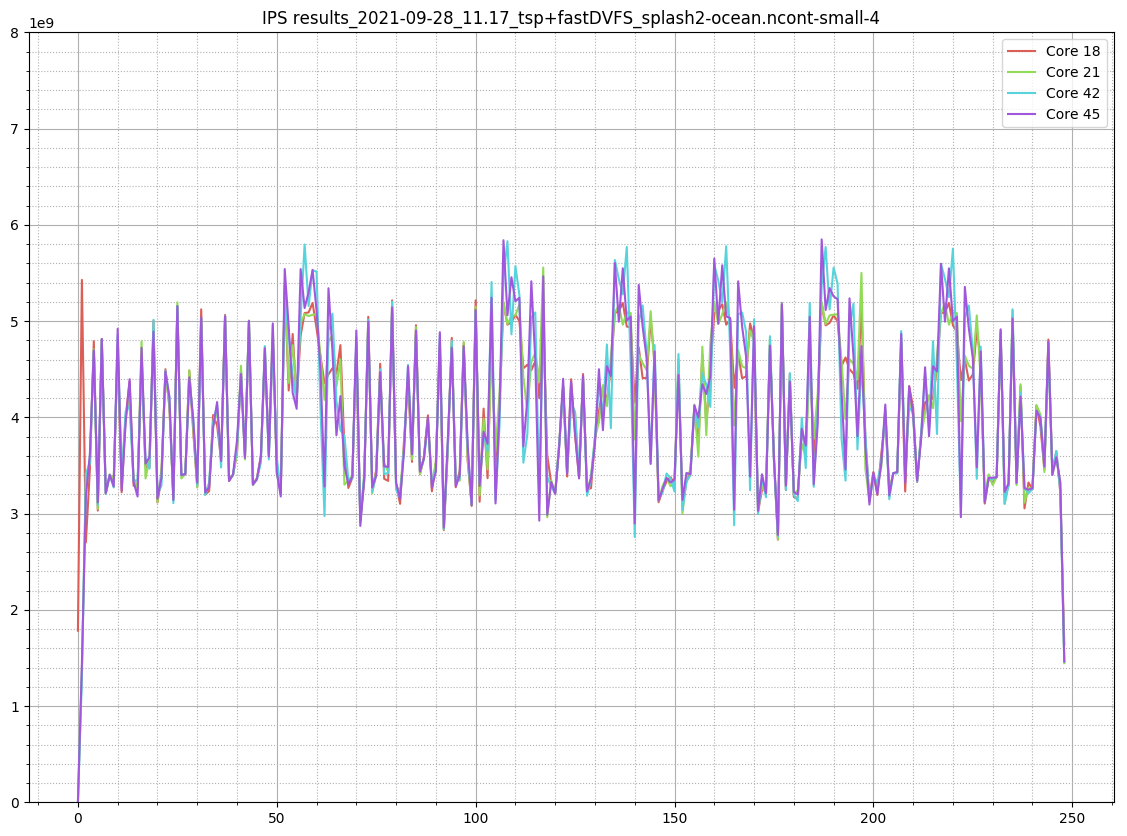 IPS results_2021-09-28_11.17_tsp+fastDVFS_splash2-ocean.ncont-small-4
1e9
Core 18
Core 21
Core 42
Core 45
8
7
6
5
4
3
2
1
0
0 50 100 150 200 250